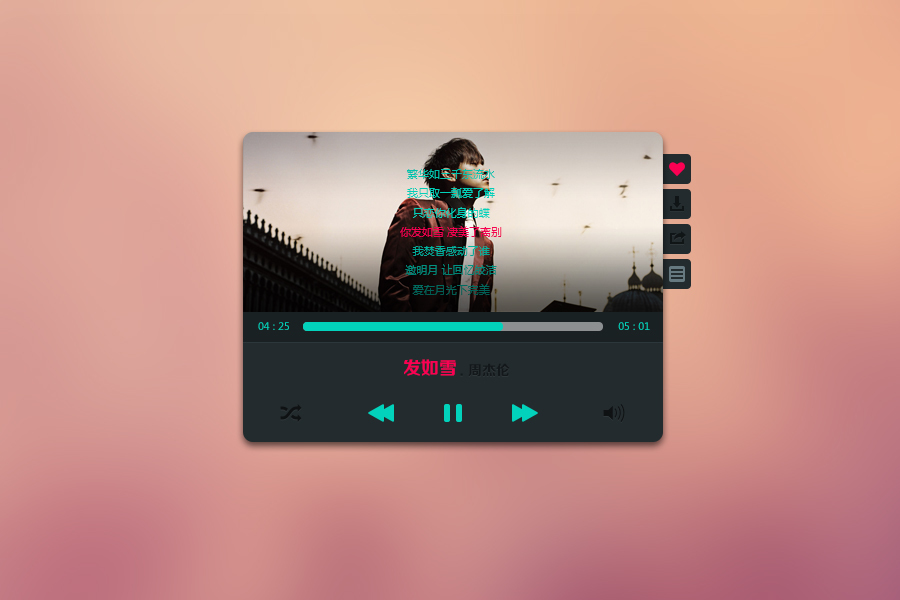 繁华如三千东流水
我只取一瓢爱了解
只恋你化身的蝶
你发如雪 凄美了离别
我焚香感动了谁
邀明月 让回忆皎洁
爱在月光下完美
04 : 25
05 : 01
发如雪 . 周杰伦